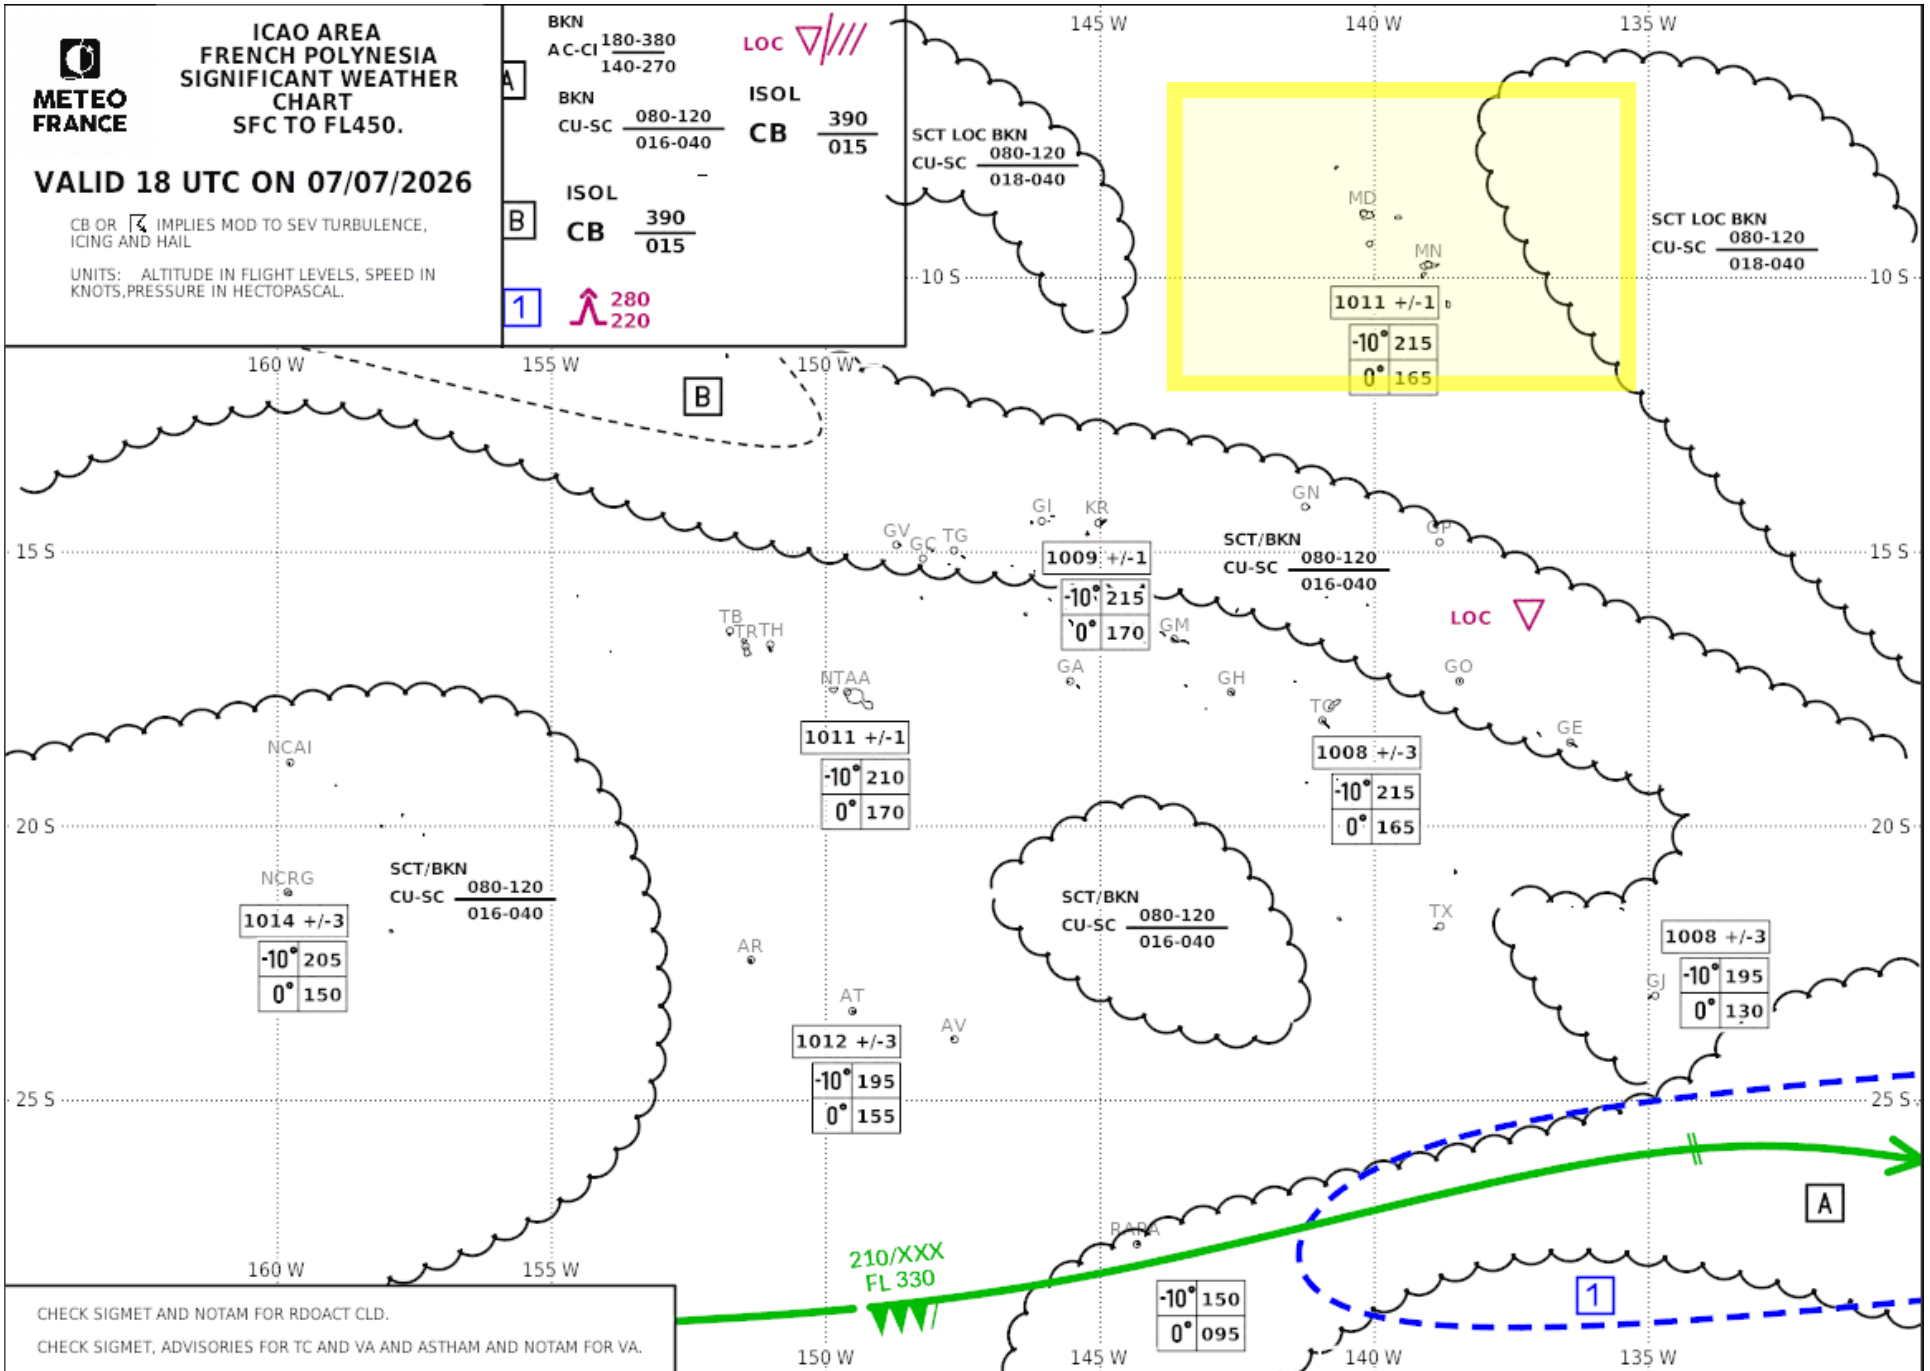 METEO
FRANCE
ICAO AREA
FRENCH POLYNESIA
SIGNIFICANT WEATHER
CHART
SFC TO FL450.
VALID 18 UTC ON 07/07/2026
CB OR IMPLIES MOD TO SEV TURBULENCE,
ICING AND HAIL
UNITS: ALTITUDE IN FLIGHT LEVELS, SPEED IN
KNOTS,PRESSURE IN HECTOPASCAL.
A
BKN
AC-CI 180-380
140-270
LOC
BKN
CU-SC 080-120
016-040
ISOL
CB 390
015
B
ISOL
CB 390
015
1
280
220
145 W
140 W
135 W
SCT LOC BKN
CU-SC 080-120
018-040
MD
MN
SCT LOC BKN
CU-SC 080-120
018-040
10 S
10 S
1011 +/-1
-10° 215
0° 165
160 W
155 W
150 W
B
GN
GI
KR
GP
GV
GC
TG
15 S
15 S
1009 +/-1
-10° 215
0° 170
SCT/BKN
CU-SC 080-120
016-040
LOC
TB
TR
TH
GM
NTAA
GA
GH
GO
TO
GE
1011 +/-1
-10° 210
0° 170
1008 +/-3
-10° 215
0° 165
NCAI
20 S
20 S
NCRG
1014 +/-3
-10° 205
0° 150
SCT/BKN
CU-SC 080-120
016-040
SCT/BKN
CU-SC 080-120
016-040
TX
1008 +/-3
-10° 195
0° 130
GJ
AR
AT
AV
1012 +/-3
-10° 195
0° 155
25 S
25 S
A
RAPA
210/XXX
FL 330
160 W
155 W
-10° 150
0° 095
1
CHECK SIGMET AND NOTAM FOR RDOACT CLD.
CHECK SIGMET, ADVISORIES FOR TC AND VA AND ASTHAM AND NOTAM FOR VA.
150 W
145 W
140 W
135 W